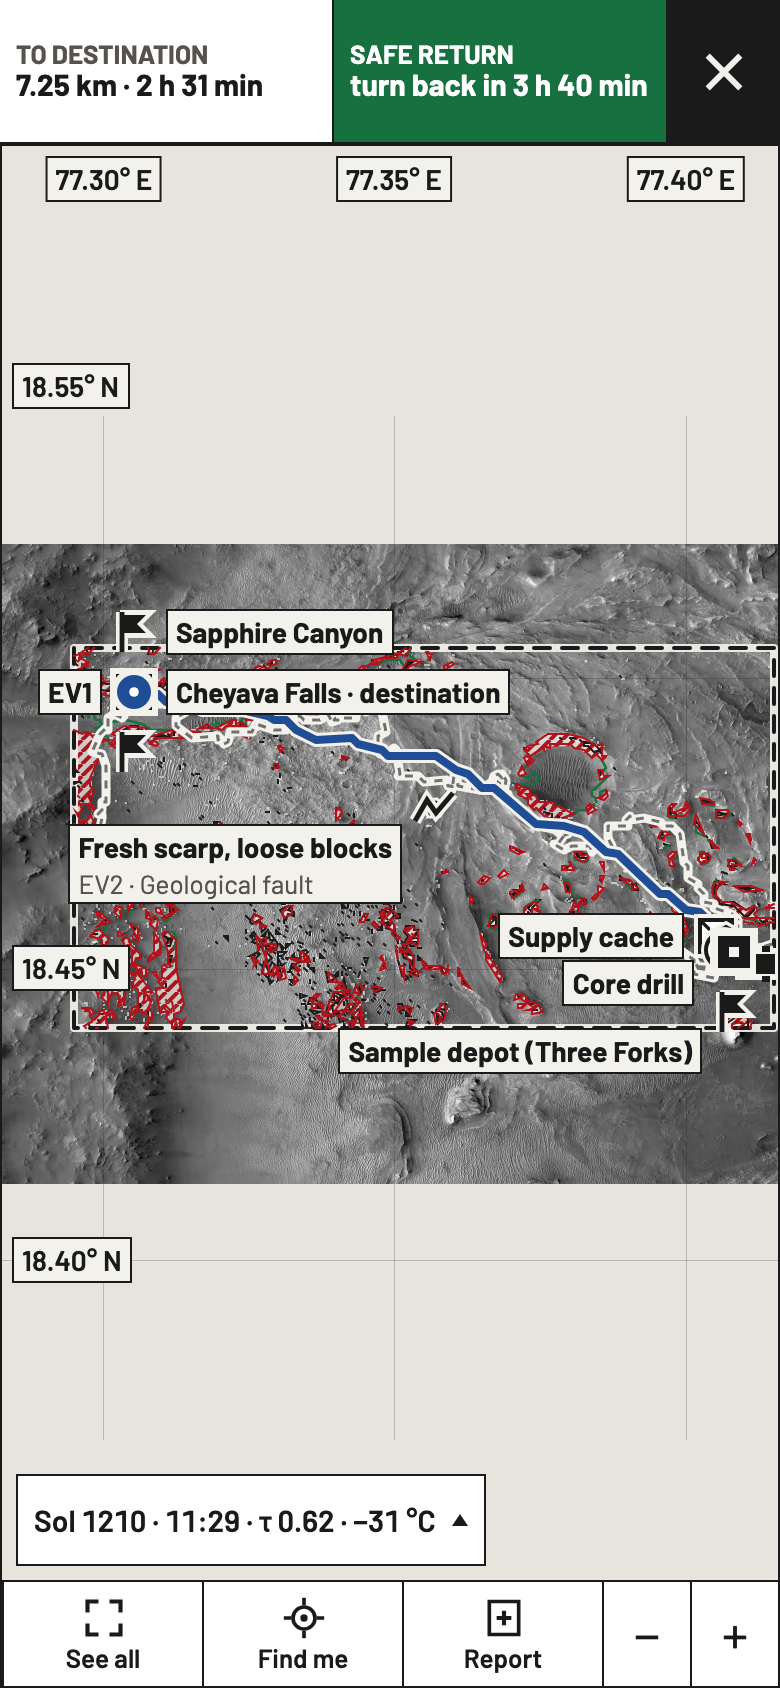 TO DESTINATION
7.25 km · 2 h 31 min
SAFE RETURN
turn back in 3 h 40 min
77.30° E
77.35° E
77.40° E
18.55° N
Sapphire Canyon
EV1
Cheyava Falls · destination
Fresh scarp, loose blocks
EV2 · Geological fault
Supply cache
18.45° N
Core drill
Sample depot (Three Forks)
18.40° N
Sol 1210 · 11:29 · τ 0.62 · −31 °C
See all
Find me
Report